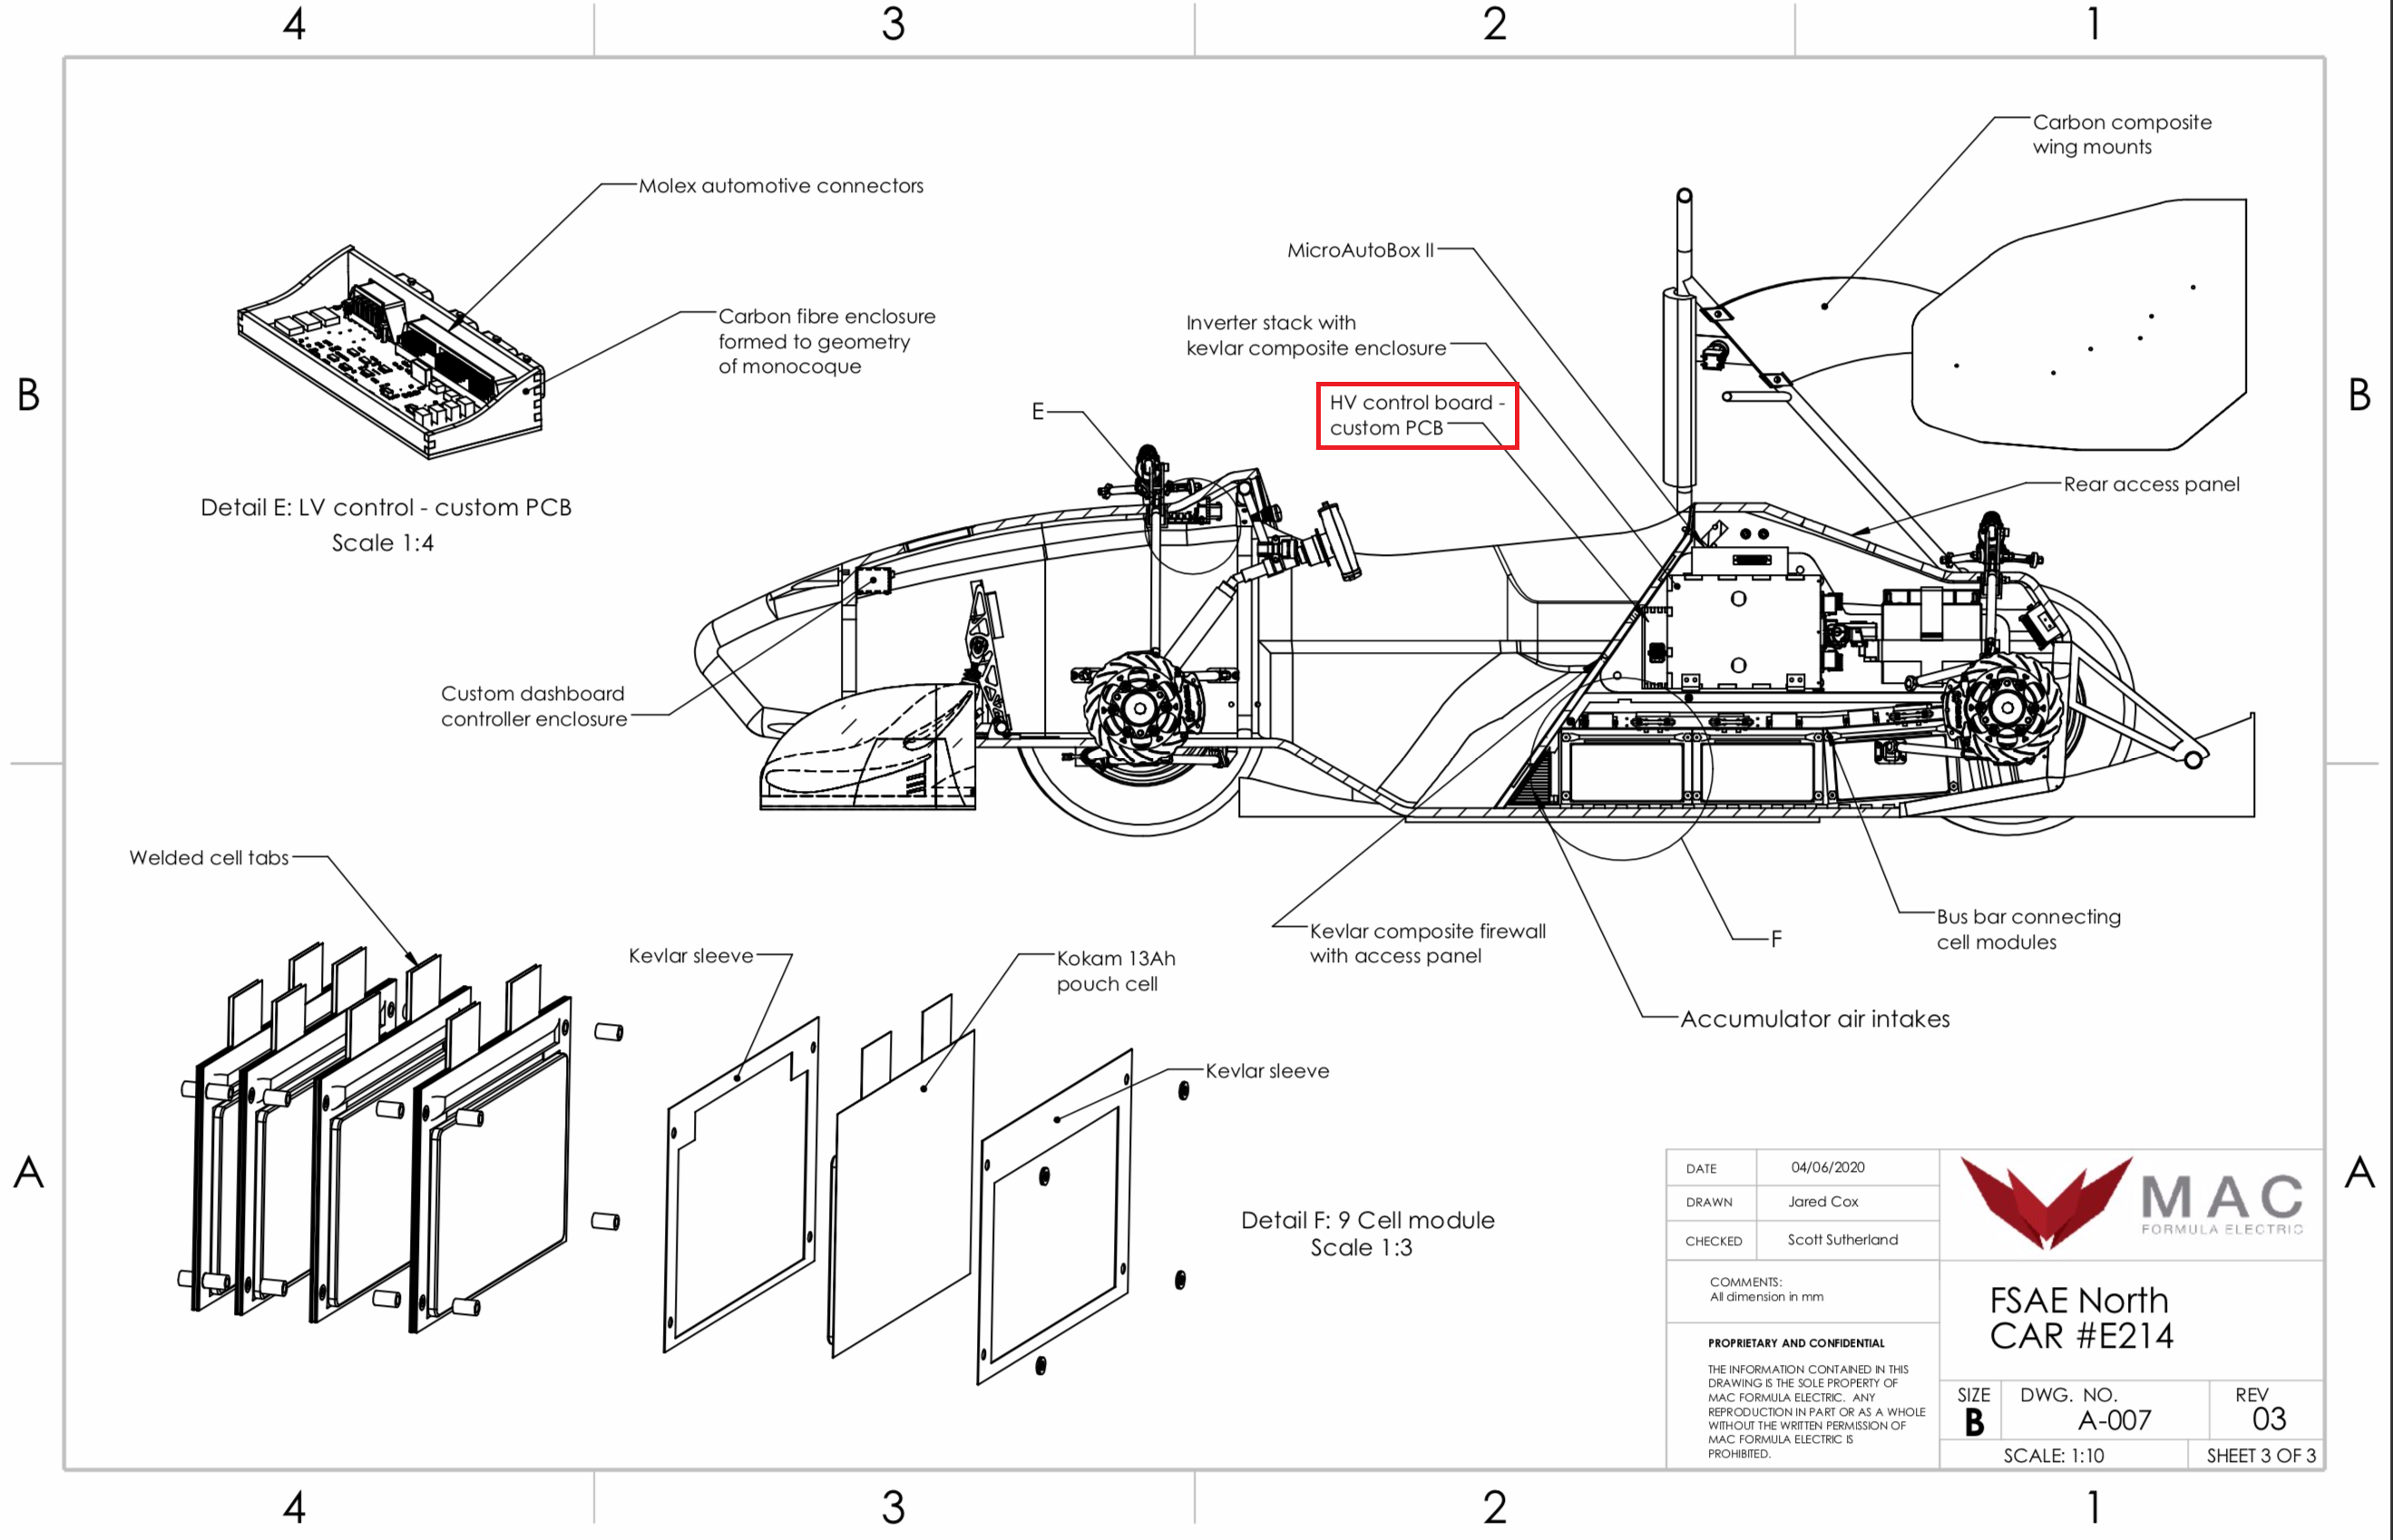 4
3
2
1
Carbon composite
wing mounts
Molex automotive connectors
MicroAutoBox II
Carbon fibre enclosure
formed to geometry
of monocoque
Inverter stack with
kevlar composite enclosure
HV control board -
custom PCB
E
B
B
Rear access panel
Detail E: LV control - custom PCB
Scale 1:4
Custom dashboard
controller enclosure
Welded cell tabs
Kevlar sleeve
Kokam 13Ah
pouch cell
Kevlar composite firewall
with access panel
F
Bus bar connecting
cell modules
Accumulator air intakes
Kevlar sleeve
A
A
Detail F: 9 Cell module
Scale 1:3
DATE
04/06/2020
DRAWN
Jared Cox
CHECKED
Scott Sutherland
MAC
FORMULA ELECTRIC
COMMENTS:
All dimension in mm
FSAE North
CAR #E214
PROPRIETARY AND CONFIDENTIAL
THE INFORMATION CONTAINED IN THIS
DRAWING IS THE SOLE PROPERTY OF
MAC FORMULA ELECTRIC. ANY
REPRODUCTION IN PART OR AS A WHOLE
WITHOUT THE WRITTEN PERMISSION OF
MAC FORMULA ELECTRIC IS
PROHIBITED.
SIZE
B
DWG. NO.
A-007
REV
03
SCALE: 1:10
SHEET 3 OF 3
4
3
2
1